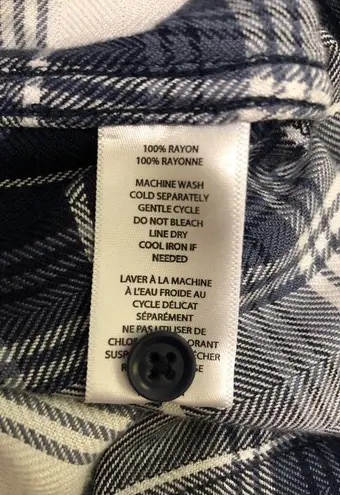 100% RAYON
100% RAYONNE
MACHINE WASH
COLD SEPARATELY
GENTLE CYCLE
DO NOT BLEACH
LINE DRY
COOL IRON IF
NEEDED
LAVER À LA MACHINE
À L'EAU FROIDE AU
CYCLE DÉLICAT
SÉPARÉMENT
NE PAS UTILISER DE